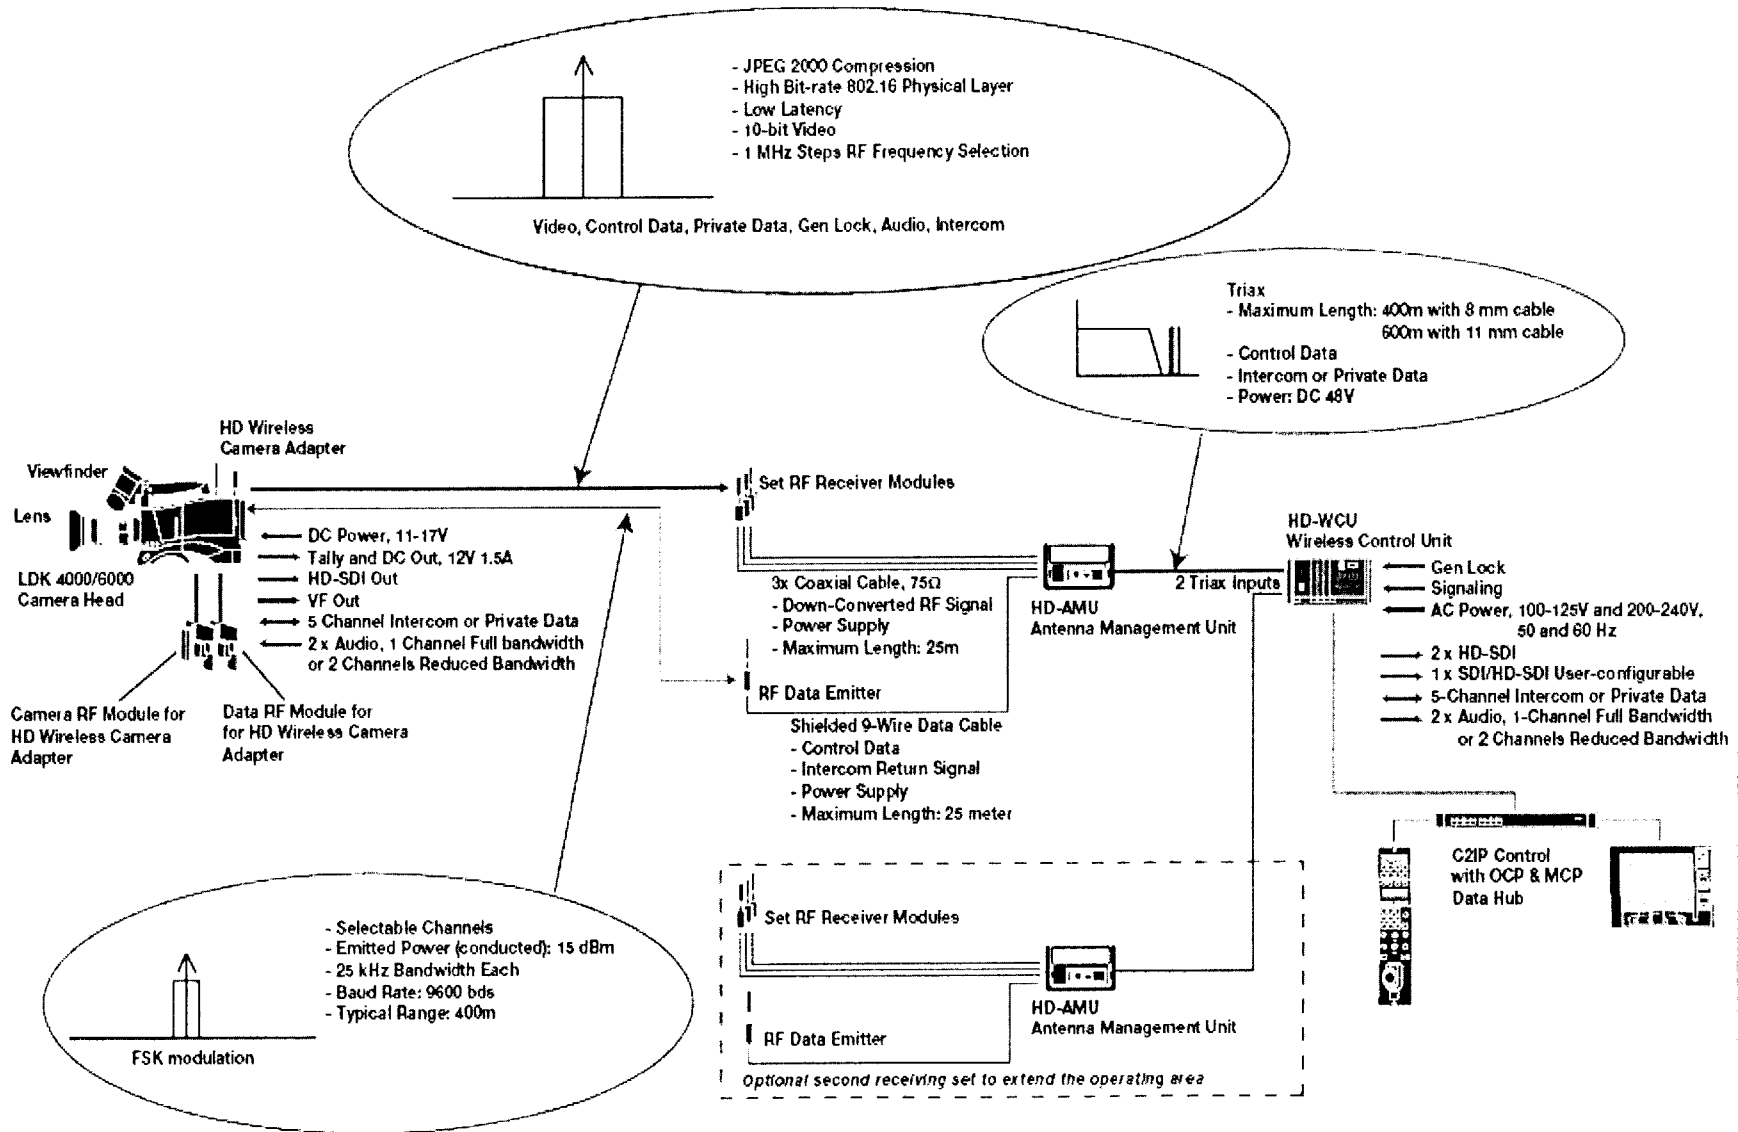 - JPEG 2000 Compression
- High Bit-rate 802.16 Physical Layer
- Low Latency
- 10-bit Video
- 1 MHz Steps RF Frequency Selection
Video, Control Data, Private Data, Gen Lock, Audio, Intercom
Triax
- Maximum Length: 400m with 8 mm cable
600m with 11 mm cable
- Control Data
- Intercom or Private Data
- Power: DC 48V
HD Wireless
Camera Adapter
Viewfinder
Lens
LDK 4000/6000
Camera Head
DC Power, 11-17V
Tally and DC Out, 12V 1.5A
HD-SDI Out
VF Out
5 Channel Intercom or Private Data
2 x Audio, 1 Channel Full bandwidth
or 2 Channels Reduced Bandwidth
Camera RF Module for
HD Wireless Camera
Adapter
Data RF Module for
for HD Wireless Camera
Adapter
Set RF Receiver Modules
3x Coaxial Cable, 75Ω
- Down-Converted RF Signal
- Power Supply
- Maximum Length: 25m
HD-AMU
Antenna Management Unit
2 Triax Inputs
RF Data Emitter
Shielded 9-Wire Data Cable
- Control Data
- Intercom Return Signal
- Power Supply
- Maximum Length: 25 meter
HD-WCU
Wireless Control Unit
Gen Lock
Signaling
AC Power, 100-125V and 200-240V,
50 and 60 Hz
2 x HD-SDI
1 x SDI/HD-SDI User-configurable
5-Channel Intercom or Private Data
2 x Audio, 1-Channel Full Bandwidth
or 2 Channels Reduced Bandwidth
C2IP Control
with OCP & MCP
Data Hub
- Selectable Channels
- Emitted Power (conducted): 15 dBm
- 25 kHz Bandwidth Each
- Baud Rate: 9600 bds
- Typical Range: 400m
FSK modulation
Set RF Receiver Modules
HD-AMU
Antenna Management Unit
RF Data Emitter
Optional second receiving set to extend the operating area